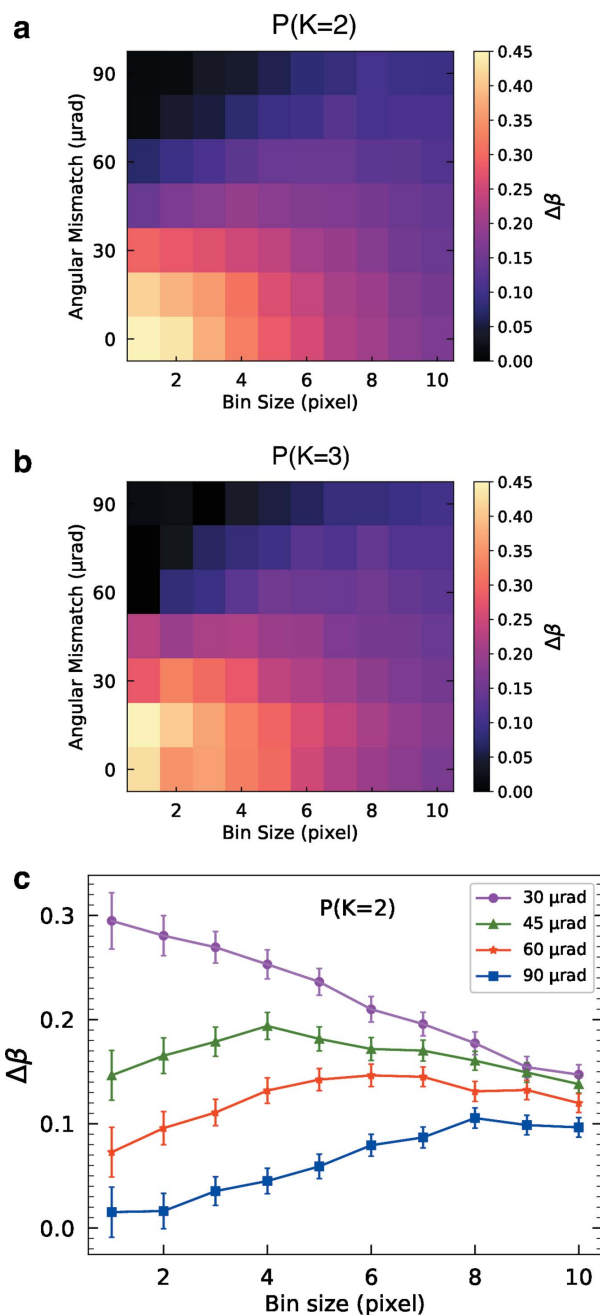 a
P(K=2)
90
60
30
0
Angular Mismatch (μrad)
2 4 6 8 10
Bin Size (pixel)
0.45
0.40
0.35
0.30
0.25
0.20
0.15
0.10
0.05
0.00
Δβ
b
P(K=3)
90
60
30
0
Angular Mismatch (μrad)
2 4 6 8 10
Bin Size (pixel)
0.45
0.40
0.35
0.30
0.25
0.20
0.15
0.10
0.05
0.00
Δβ
c
P(K=2)
30 μrad
45 μrad
60 μrad
90 μrad
0.3
0.2
0.1
0.0
Δβ
2 4 6 8 10
Bin size (pixel)